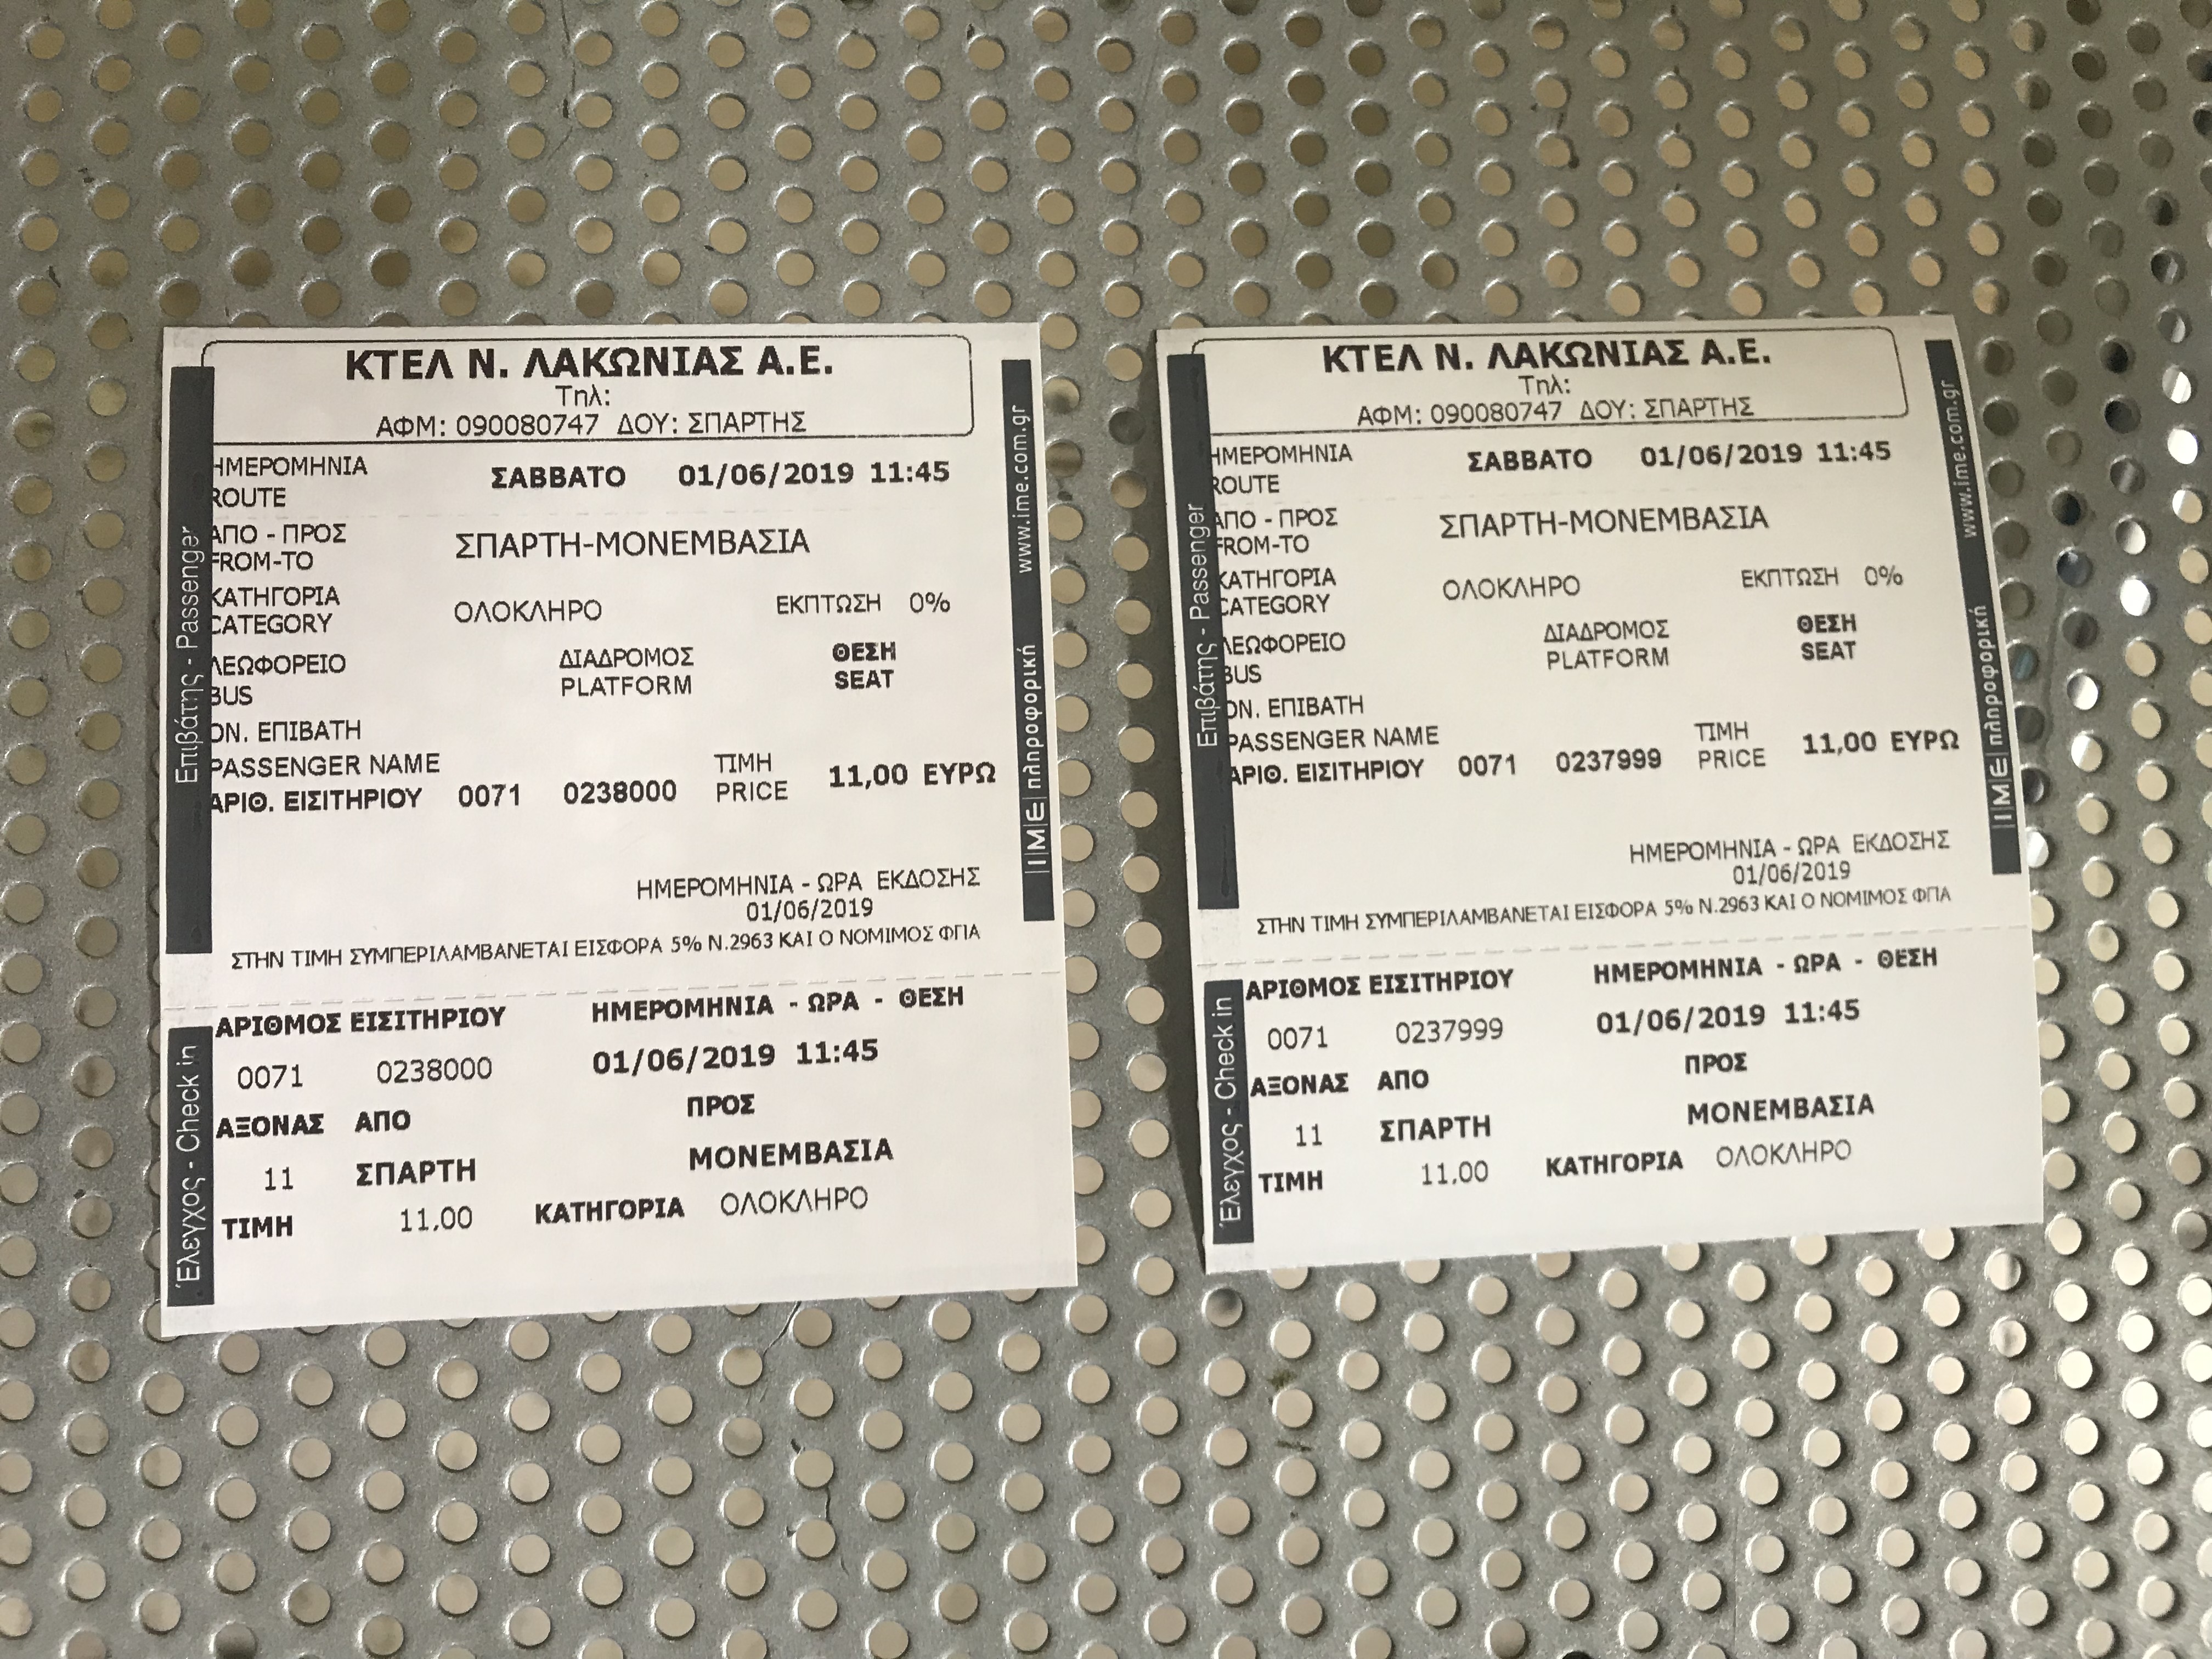 ΚΤΕΛ Ν. ΛΑΚΩΝΙΑΣ Α.Ε.
Τηλ:
ΑΦΜ: 090080747 ΔΟΥ: ΣΠΑΡΤΗΣ
ΗΜΕΡΟΜΗΝΙΑ ΣΑΒΒΑΤΟ 01/06/2019 11:45
ROUTE
ΑΠΟ - ΠΡΟΣ ΣΠΑΡΤΗ-ΜΟΝΕΜΒΑΣΙΑ
FROM-TO
ΚΑΤΗΓΟΡΙΑ ΟΛΟΚΛΗΡΟ ΕΚΠΤΩΣΗ 0%
CATEGORY
ΛΕΩΦΟΡΕΙΟ ΔΙΑΔΡΟΜΟΣ ΘΕΣΗ
BUS PLATFORM SEAT
ΟΝ. ΕΠΙΒΑΤΗ
PASSENGER NAME ΤΙΜΗ 11,00 ΕΥΡΩ
ΑΡΙΘ. ΕΙΣΙΤΗΡΙΟΥ 0071 0238000 PRICE
ΗΜΕΡΟΜΗΝΙΑ - ΩΡΑ ΕΚΔΟΣΗΣ
01/06/2019
ΣΤΗΝ ΤΙΜΗ ΣΥΜΠΕΡΙΛΑΜΒΑΝΕΤΑΙ ΕΙΣΦΟΡΑ 5% Ν.2963 ΚΑΙ Ο ΝΟΜΙΜΟΣ ΦΠΑ
Επιβάτης - Passenger
www.ime.com.gr
IME πληροφορική
ΑΡΙΘΜΟΣ ΕΙΣΙΤΗΡΙΟΥ ΗΜΕΡΟΜΗΝΙΑ - ΩΡΑ - ΘΕΣΗ
0071 0238000 01/06/2019 11:45
ΑΞΟΝΑΣ ΑΠΟ ΠΡΟΣ
11 ΣΠΑΡΤΗ ΜΟΝΕΜΒΑΣΙΑ
ΤΙΜΗ 11.00 ΚΑΤΗΓΟΡΙΑ ΟΛΟΚΛΗΡΟ
Έλεγχος - Check in
ΚΤΕΛ Ν. ΛΑΚΩΝΙΑΣ Α.Ε.
Τηλ:
ΑΦΜ: 090080747 ΔΟΥ: ΣΠΑΡΤΗΣ
ΗΜΕΡΟΜΗΝΙΑ ΣΑΒΒΑΤΟ 01/06/2019 11:45
ROUTE
ΑΠΟ - ΠΡΟΣ ΣΠΑΡΤΗ-ΜΟΝΕΜΒΑΣΙΑ
FROM-TO
ΚΑΤΗΓΟΡΙΑ ΟΛΟΚΛΗΡΟ ΕΚΠΤΩΣΗ 0%
CATEGORY
ΛΕΩΦΟΡΕΙΟ ΔΙΑΔΡΟΜΟΣ ΘΕΣΗ
BUS PLATFORM SEAT
ΟΝ. ΕΠΙΒΑΤΗ
PASSENGER NAME ΤΙΜΗ 11,00 ΕΥΡΩ
ΑΡΙΘ. ΕΙΣΙΤΗΡΙΟΥ 0071 0237999 PRICE
ΗΜΕΡΟΜΗΝΙΑ - ΩΡΑ ΕΚΔΟΣΗΣ
01/06/2019
ΣΤΗΝ ΤΙΜΗ ΣΥΜΠΕΡΙΛΑΜΒΑΝΕΤΑΙ ΕΙΣΦΟΡΑ 5% Ν.2963 ΚΑΙ Ο ΝΟΜΙΜΟΣ ΦΠΑ
Επιβάτης - Passenger
www.ime.com.gr
IME πληροφορική
ΑΡΙΘΜΟΣ ΕΙΣΙΤΗΡΙΟΥ ΗΜΕΡΟΜΗΝΙΑ - ΩΡΑ - ΘΕΣΗ
0071 0237999 01/06/2019 11:45
ΑΞΟΝΑΣ ΑΠΟ ΠΡΟΣ
11 ΣΠΑΡΤΗ ΜΟΝΕΜΒΑΣΙΑ
ΤΙΜΗ 11.00 ΚΑΤΗΓΟΡΙΑ ΟΛΟΚΛΗΡΟ
Έλεγχος - Check in